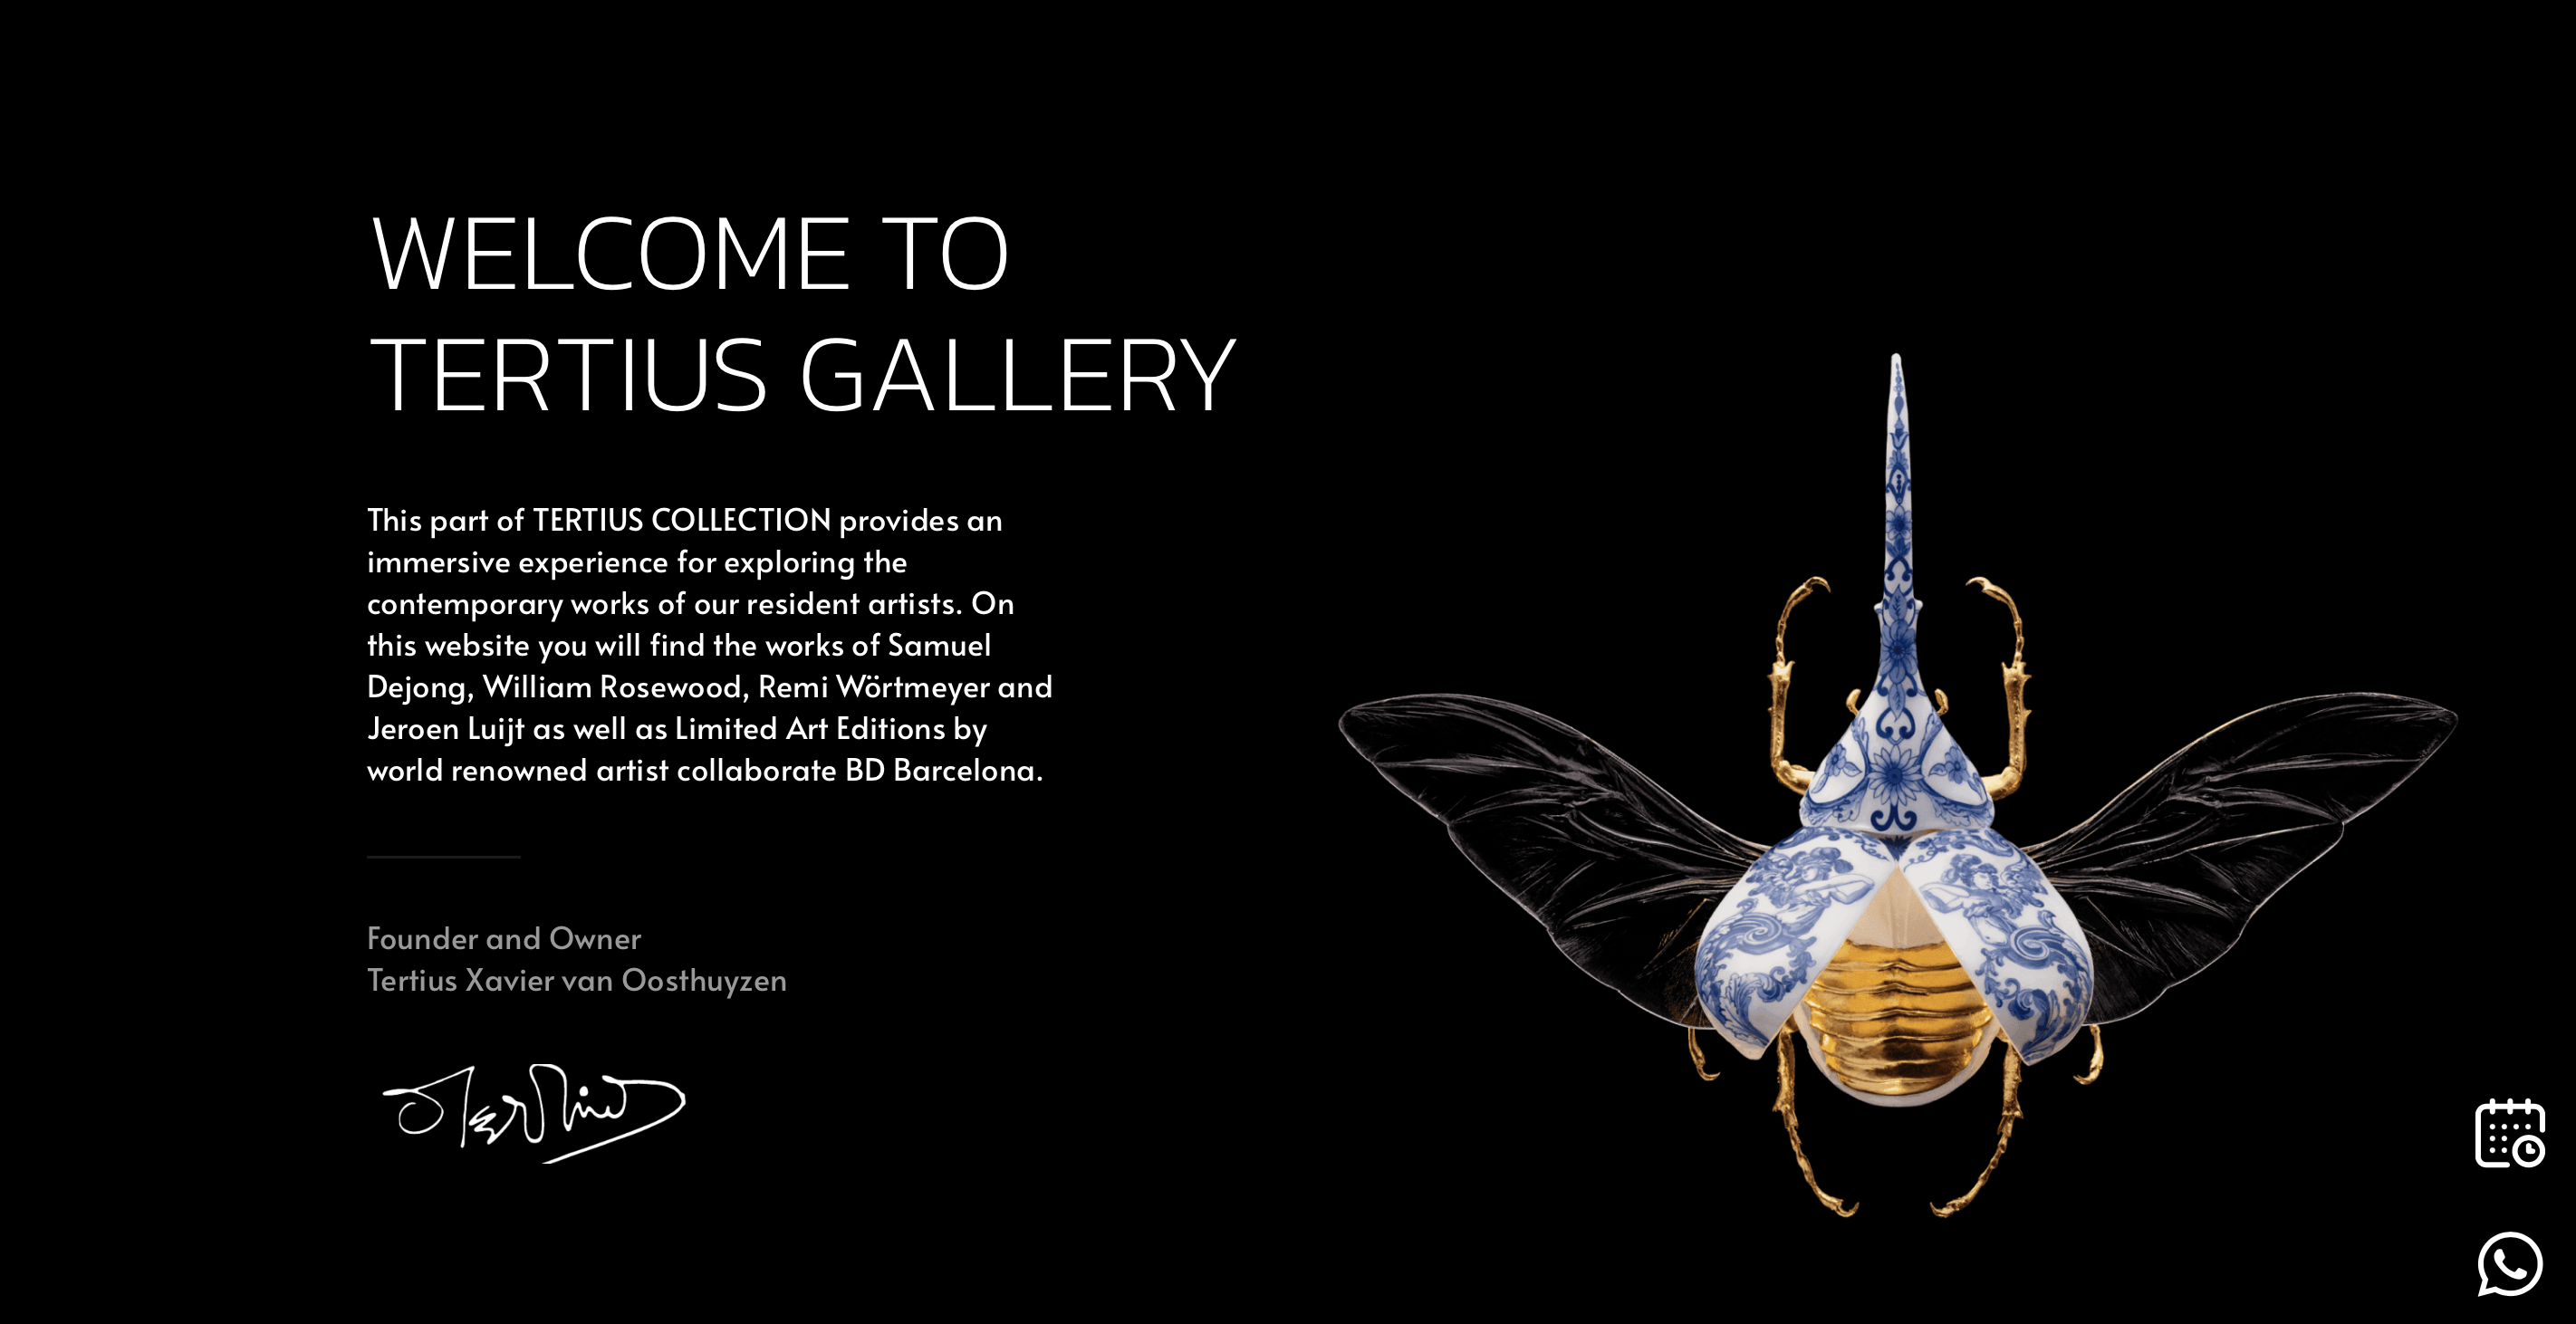 WELCOME TO
TERTIUS GALLERY
This part of TERTIUS COLLECTION provides an
immersive experience for exploring the
contemporary works of our resident artists. On
this website you will find the works of Samuel
Dejong, William Rosewood, Remi Wörtmeyer and
Jeroen Luijt as well as Limited Art Editions by
world renowned artist collaborate BD Barcelona.
Founder and Owner
Tertius Xavier van Oosthuyzen
Tertius